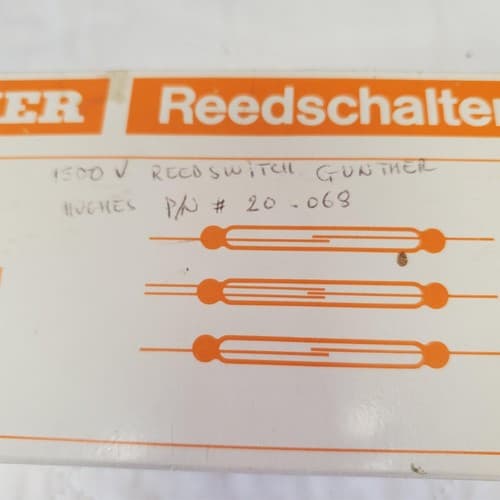 ER Reedschalter
1500 V REEDSWITCH GUNTHER
HUGHES P/N # 20-068